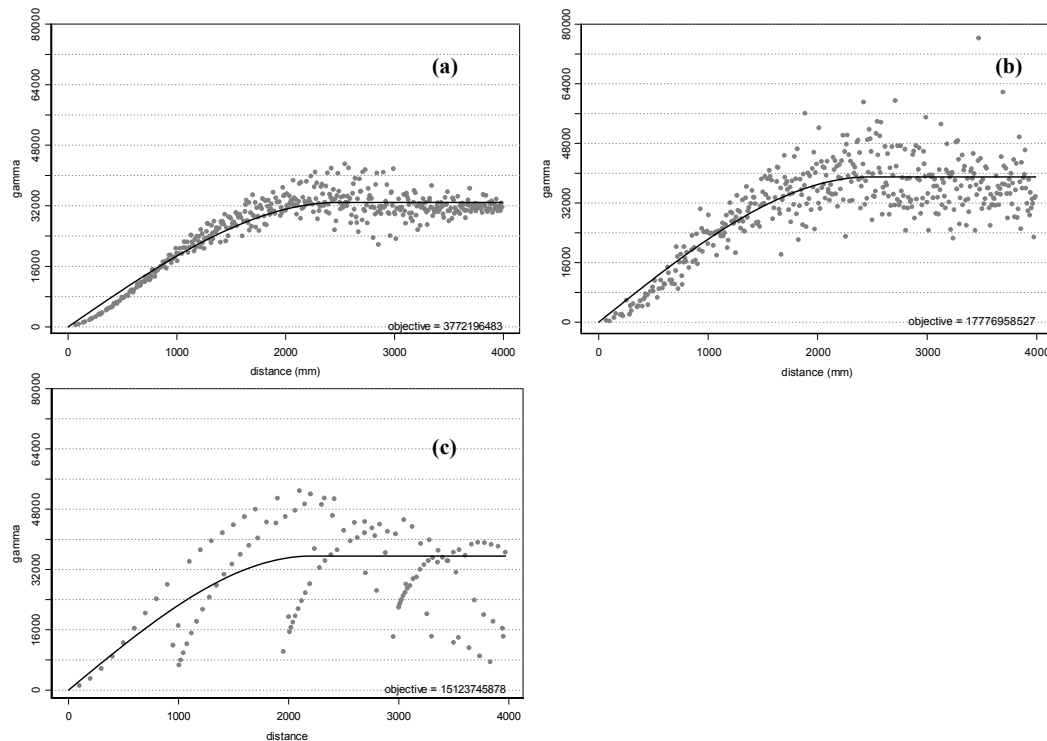 80000
64000
48000
32000
16000
0
gamma
(a)
objective = 3772196483
0 1000 2000 3000 4000
distance (mm)
80000
64000
48000
32000
16000
0
gamma
(b)
objective = 17776958527
0 1000 2000 3000 4000
distance (mm)
80000
64000
48000
32000
16000
0
gamma
(c)
objective = 15123745878
0 1000 2000 3000 4000
distance